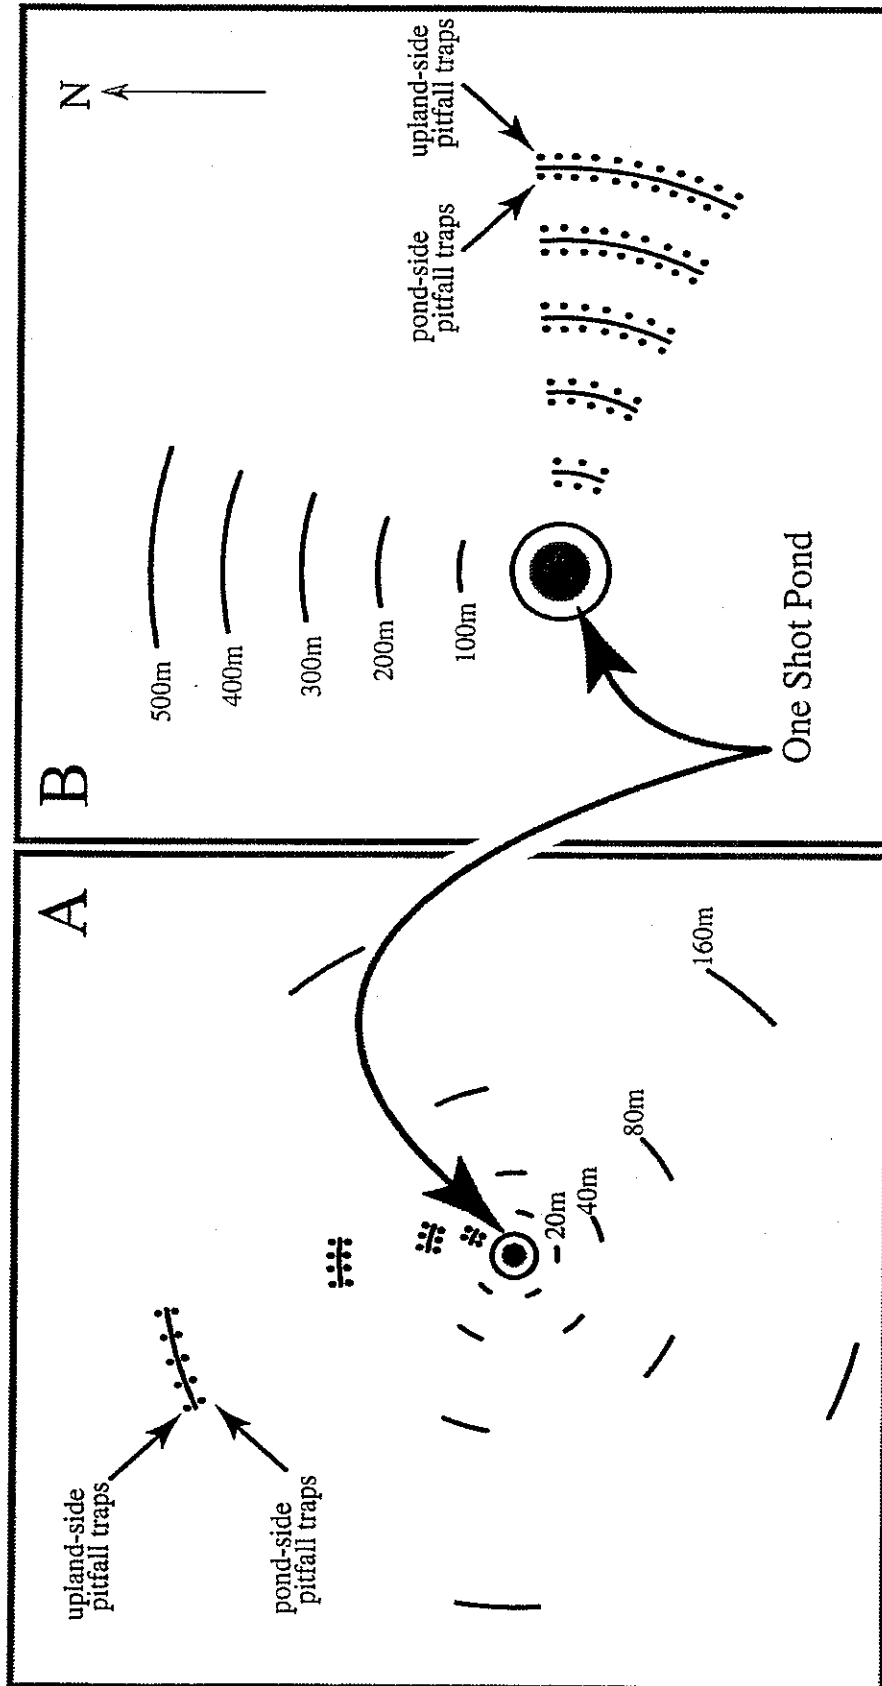 A
upland-side
pitfall traps
pond-side
pitfall traps
20m
40m
80m
160m
B
N
500m
400m
300m
200m
100m
pond-side
pitfall traps
upland-side
pitfall traps
One Shot Pond